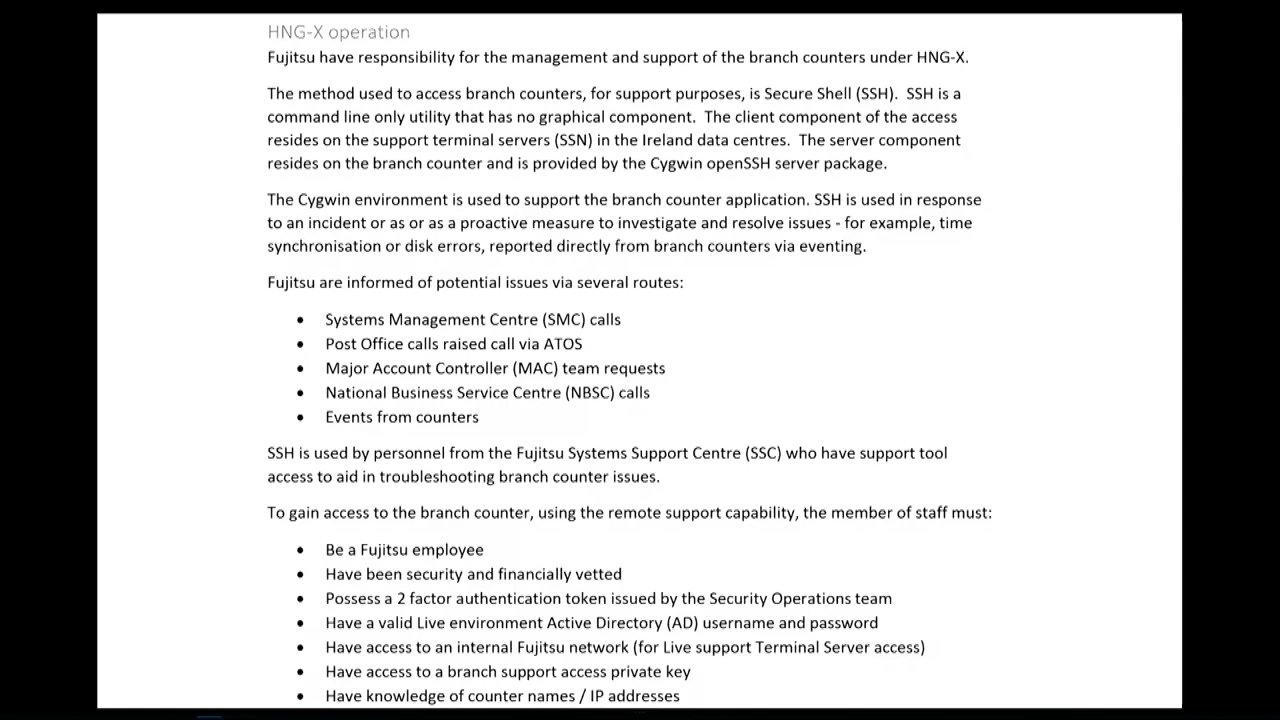 HNG-X operation
Fujitsu have responsibility for the management and support of the branch counters under HNG-X.
The method used to access branch counters, for support purposes, is Secure Shell (SSH).  SSH is a
command line only utility that has no graphical component.  The client component of the access
resides on the support terminal servers (SSN) in the Ireland data centres.  The server component
resides on the branch counter and is provided by the Cygwin openSSH server package.
The Cygwin environment is used to support the branch counter application. SSH is used in response
to an incident or as or as a proactive measure to investigate and resolve issues - for example, time
synchronisation or disk errors, reported directly from branch counters via eventing.
Fujitsu are informed of potential issues via several routes:
• Systems Management Centre (SMC) calls
• Post Office calls raised call via ATOS
• Major Account Controller (MAC) team requests
• National Business Service Centre (NBSC) calls
• Events from counters
SSH is used by personnel from the Fujitsu Systems Support Centre (SSC) who have support tool
access to aid in troubleshooting branch counter issues.
To gain access to the branch counter, using the remote support capability, the member of staff must:
• Be a Fujitsu employee
• Have been security and financially vetted
• Possess a 2 factor authentication token issued by the Security Operations team
• Have a valid Live environment Active Directory (AD) username and password
• Have access to an internal Fujitsu network (for Live support Terminal Server access)
• Have access to a branch support access private key
• Have knowledge of counter names / IP addresses